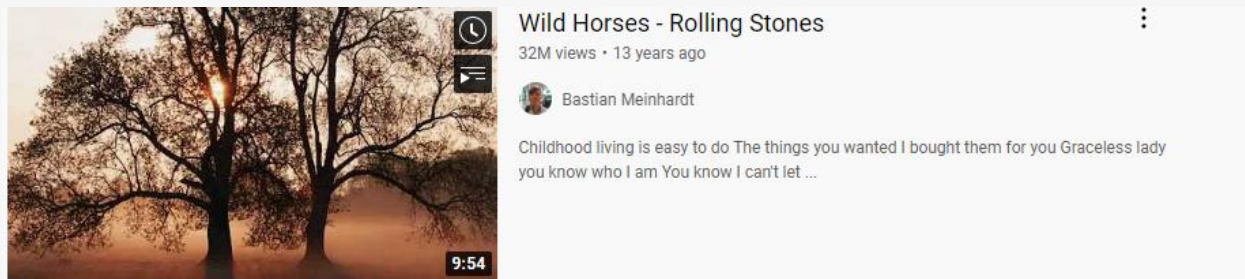 Wild Horses - Rolling Stones
32M views • 13 years ago
Bastian Meinhardt
Childhood living is easy to do The things you wanted I bought them for you Graceless lady
you know who I am You know I can't let ...
9:54